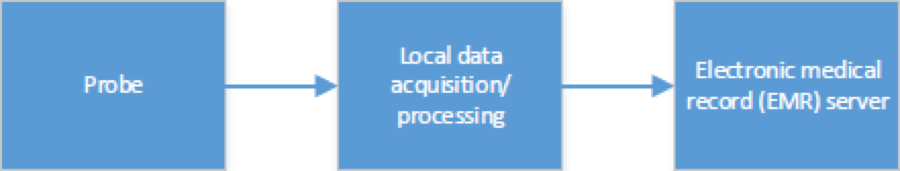 Probe
Local data
acquisition/
processing
Electronic medical
record (EMR) server